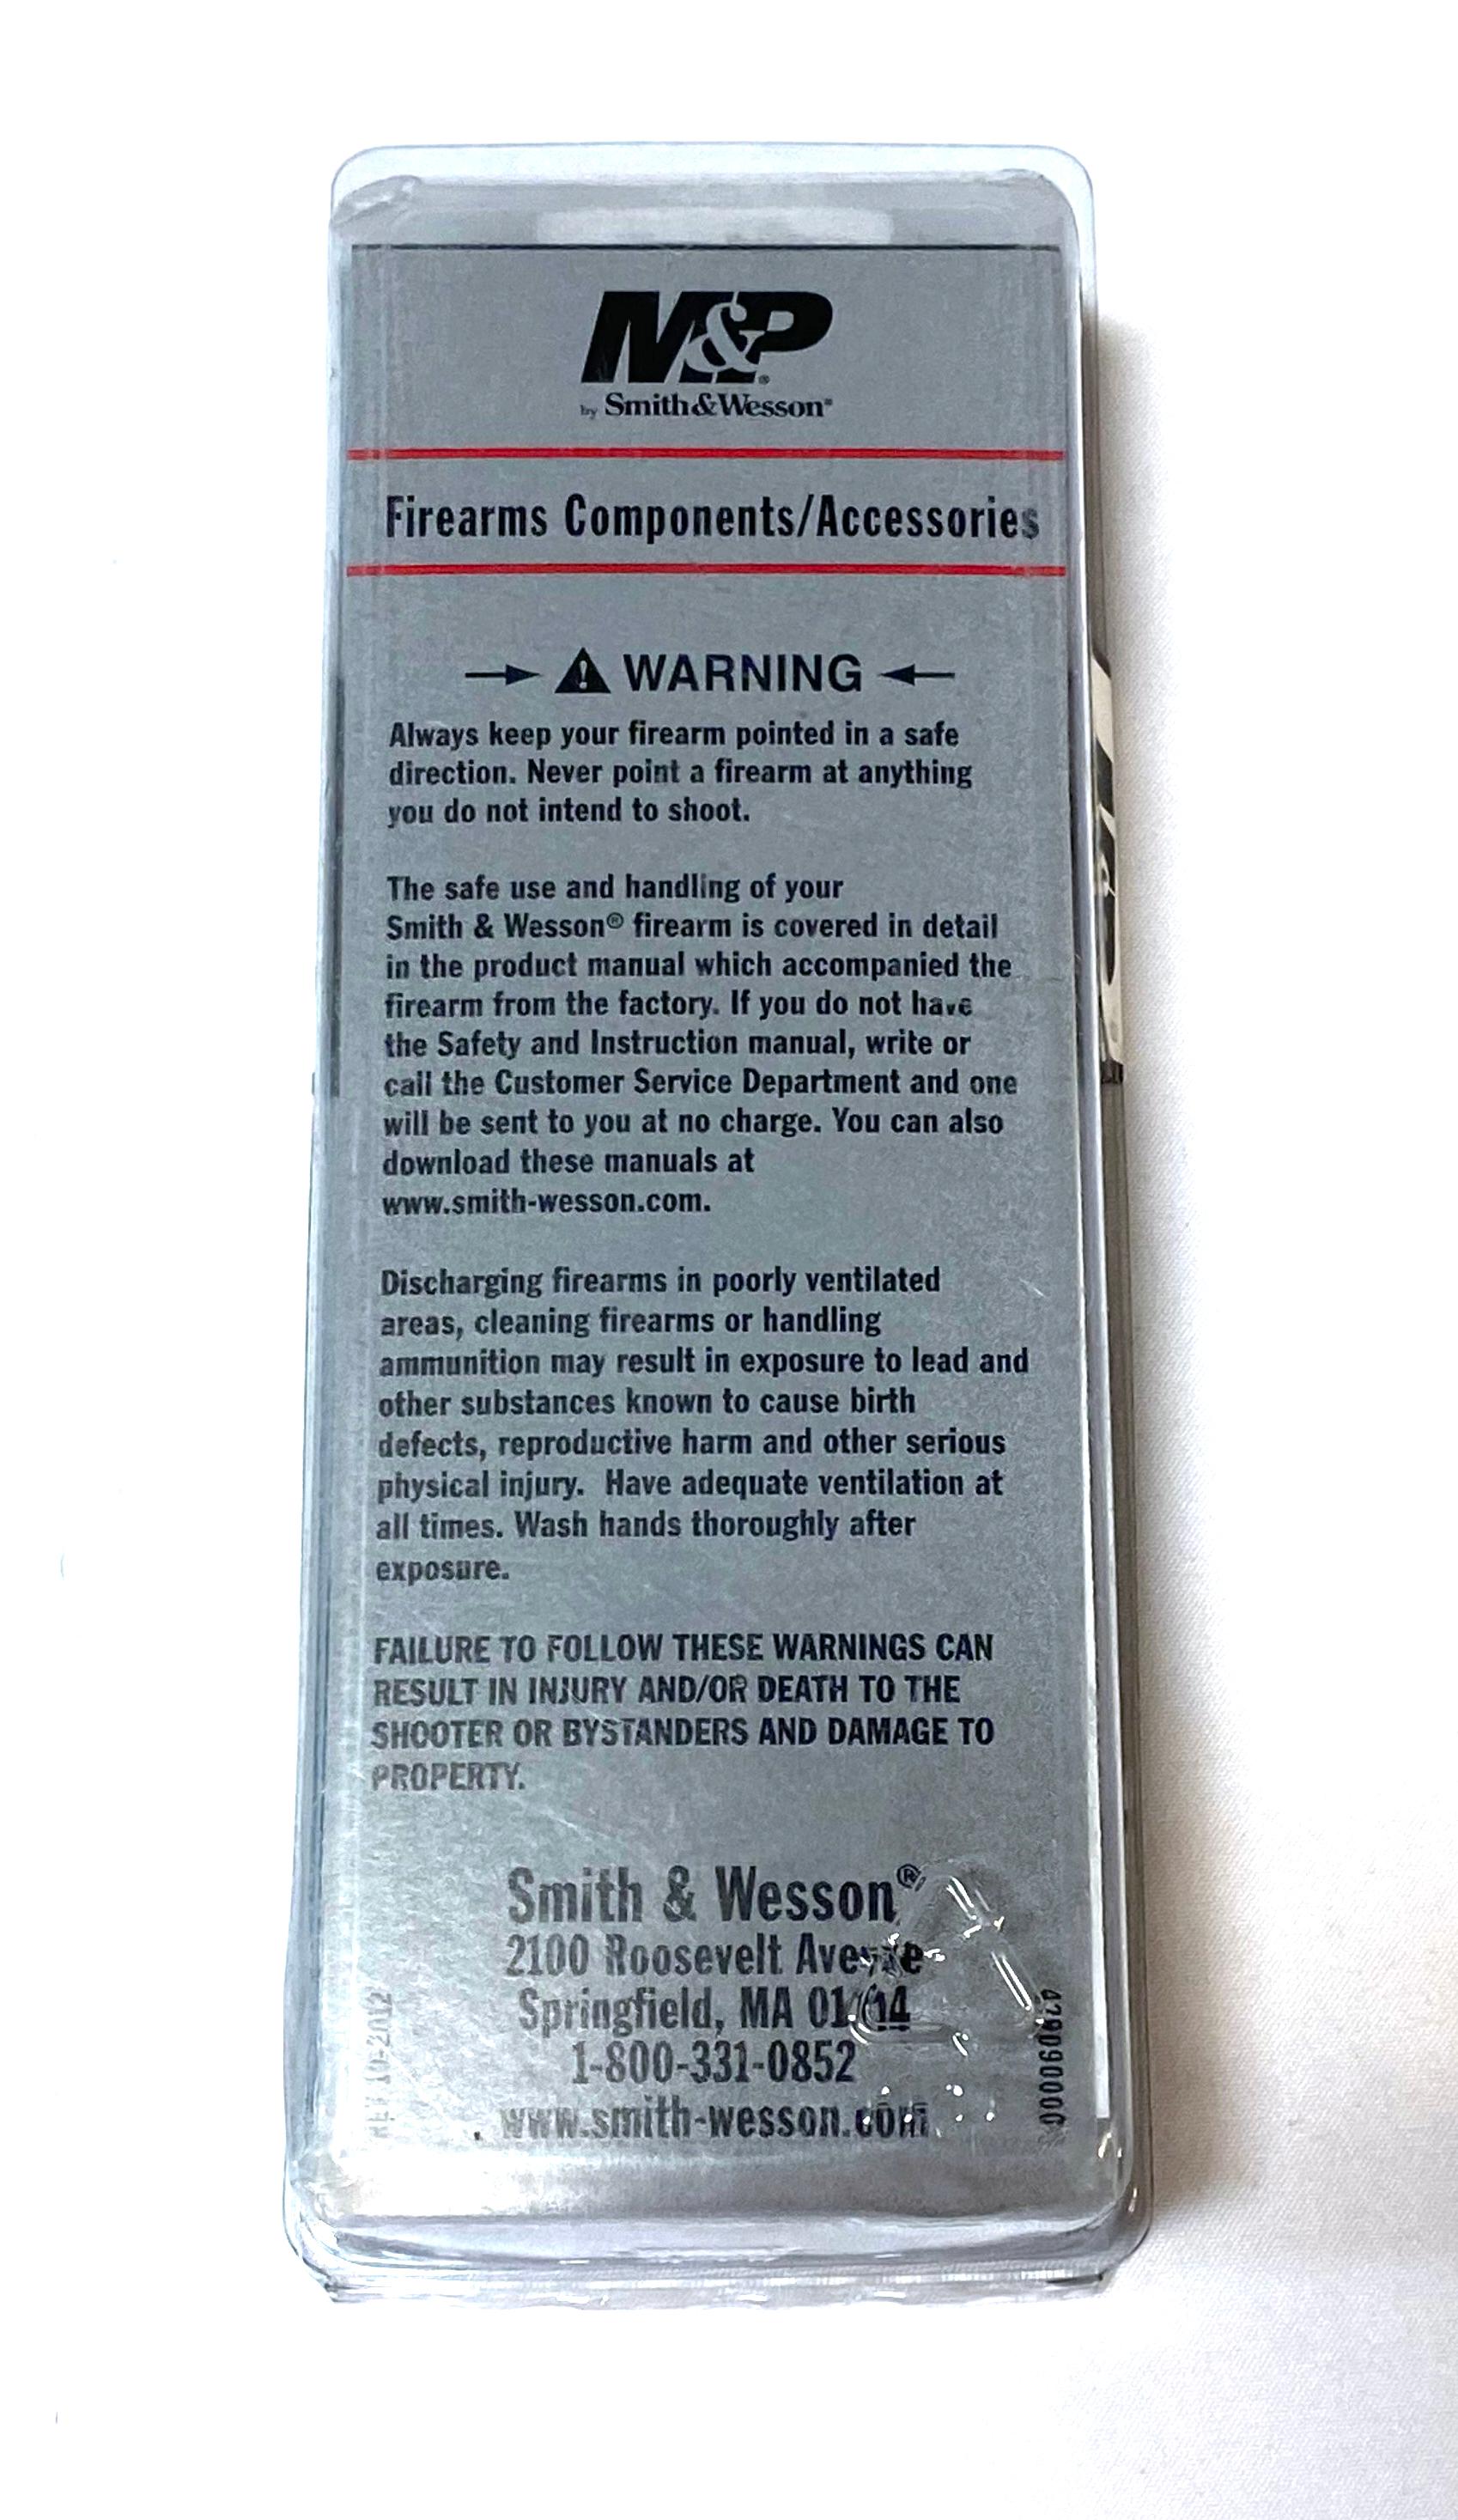 M&P®
by Smith&Wesson®
Firearms Components/Accessories
WARNING
Always keep your firearm pointed in a safe
direction. Never point a firearm at anything
you do not intend to shoot.
The safe use and handling of your
Smith & Wesson® firearm is covered in detail
in the product manual which accompanied the
firearm from the factory. If you do not have
the Safety and Instruction manual, write or
call the Customer Service Department and one
will be sent to you at no charge. You can also
download these manuals at
www.smith-wesson.com.
Discharging firearms in poorly ventilated
areas, cleaning firearms or handling
ammunition may result in exposure to lead and
other substances known to cause birth
defects, reproductive harm and other serious
physical injury.  Have adequate ventilation at
all times. Wash hands thoroughly after
exposure.
FAILURE TO FOLLOW THESE WARNINGS CAN
RESULT IN INJURY AND/OR DEATH TO THE
SHOOTER OR BYSTANDERS AND DAMAGE TO
PROPERTY.
Smith & Wesson®
2100 Roosevelt Avenue
Springfield, MA 01104
1-800-331-0852
www.smith-wesson.com
REV 10-2012